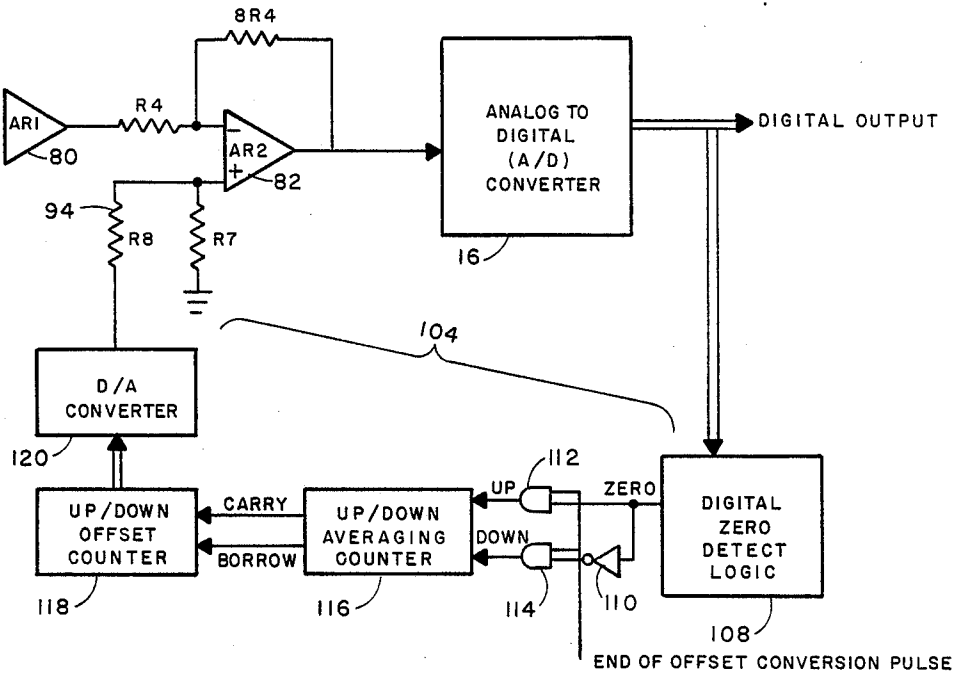 8R4
R4
AR1
80
AR2
82
ANALOG TO
DIGITAL
(A/D)
CONVERTER
16
DIGITAL OUTPUT
94
R8
R7
104
D/A
CONVERTER
120
UP/DOWN
OFFSET
COUNTER
118
CARRY
BORROW
UP/DOWN
AVERAGING
COUNTER
116
UP
DOWN
112
114
110
ZERO
DIGITAL
ZERO
DETECT
LOGIC
108
END OF OFFSET CONVERSION PULSE